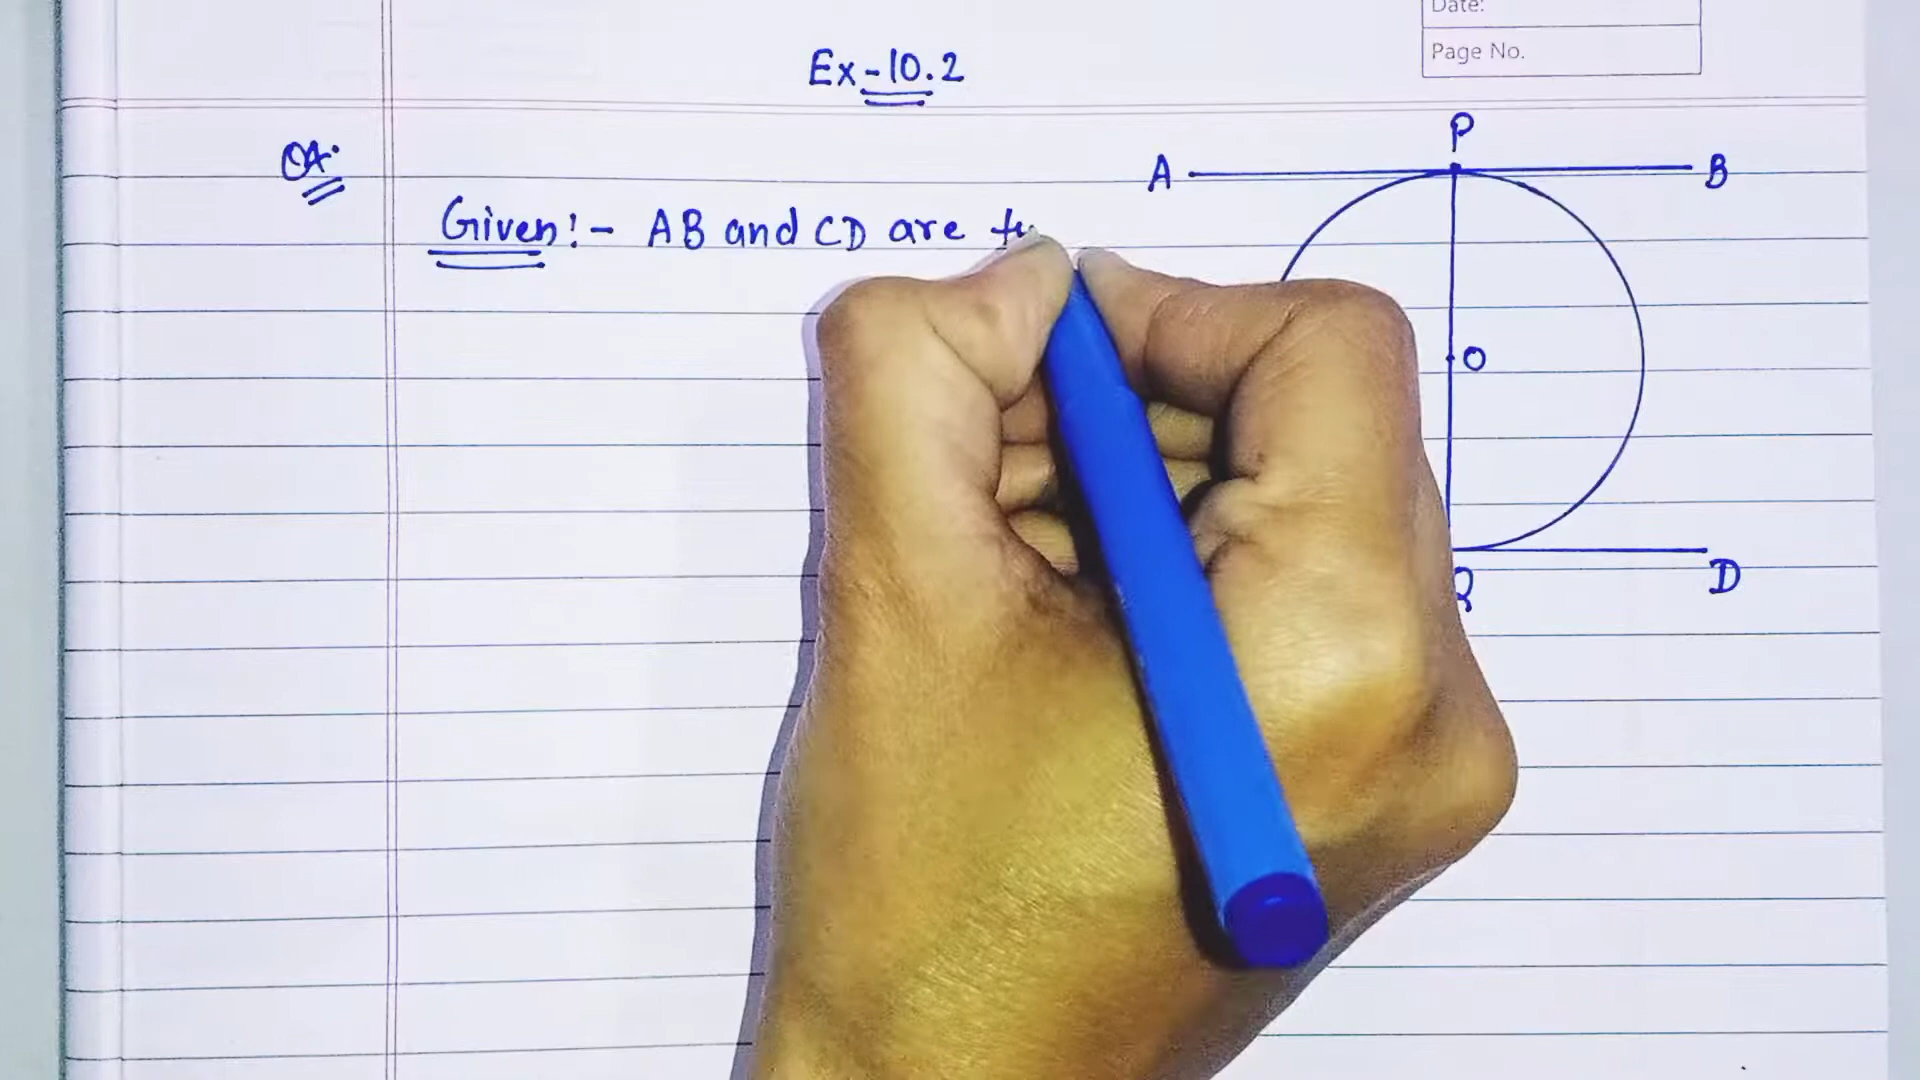 Date:
Page No.
Ex-10.2
Q4.
Given:- AB and CD are
P
A
B
O
Q
D